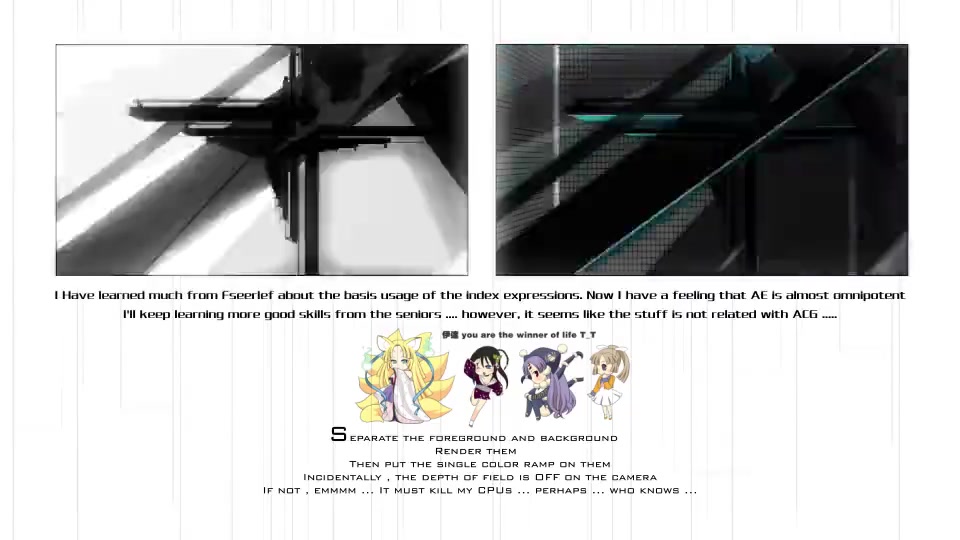 I Have learned much from Fseerlef about the basis usage of the index expressions. Now I have a feeling that AE is almost omnipotent
I'll keep learning more good skills from the seniors .... however, it seems like the stuff is not related with ACG .....
伊達 you are the winner of life T_T
Separate the foreground and background
Render them
Then put the single color ramp on them
Incidentally , the depth of field is OFF on the camera
If not , emmmm ... It must kill my CPUs ... perhaps ... who knows ...